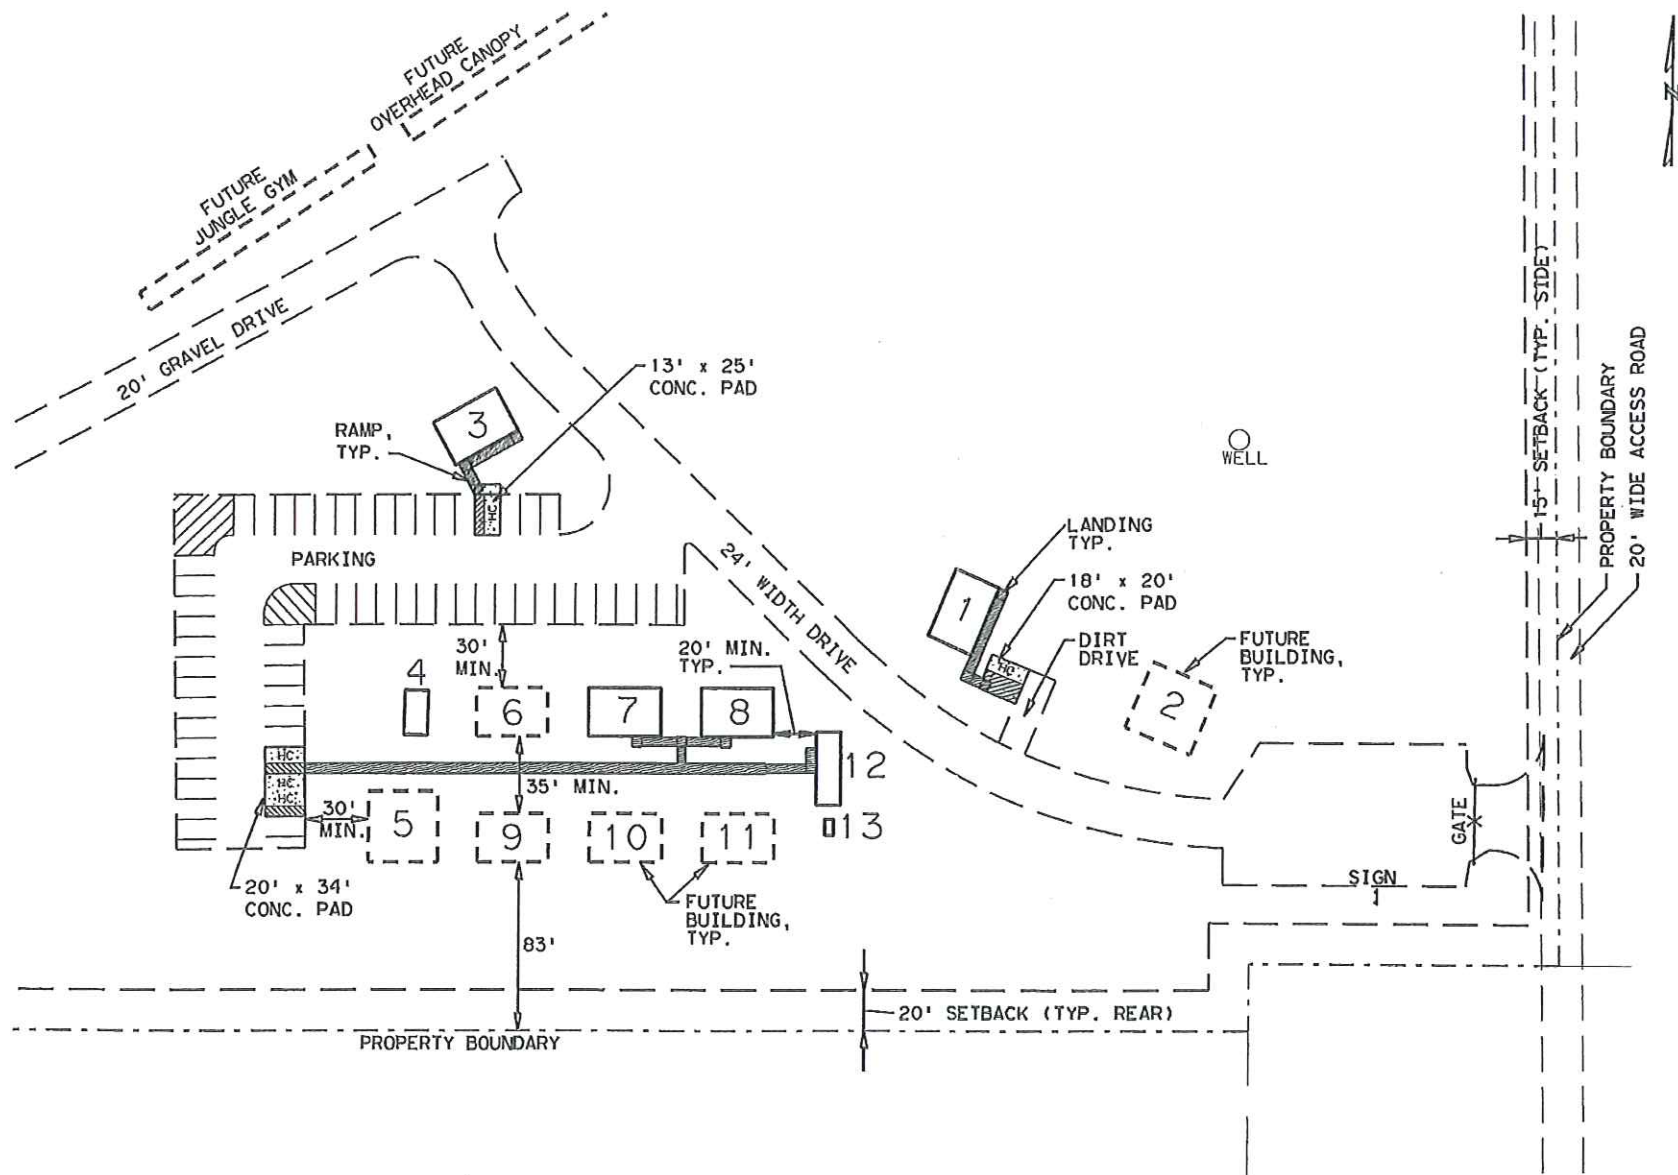 FUTURE
OVERHEAD CANOPY
FUTURE
JUNGLE GYM
N
20' GRAVEL DRIVE
13' x 25'
CONC. PAD
3
RAMP,
TYP.
HC
PARKING
WELL
15' SETBACK (TYP. SIDE)
PROPERTY BOUNDARY
20' WIDE ACCESS ROAD
LANDING
TYP.
1
18' x 20'
CONC. PAD
HC
DIRT
DRIVE
FUTURE
BUILDING,
TYP.
2
24' WIDTH DRIVE
30'
MIN.
20' MIN.
TYP.
4
6
7
8
12
HC
HC
HC
35' MIN.
30'
MIN.
5
9
10
11
13
GATE
SIGN
20' x 34'
CONC. PAD
FUTURE
BUILDING,
TYP.
83'
20' SETBACK (TYP. REAR)
PROPERTY BOUNDARY